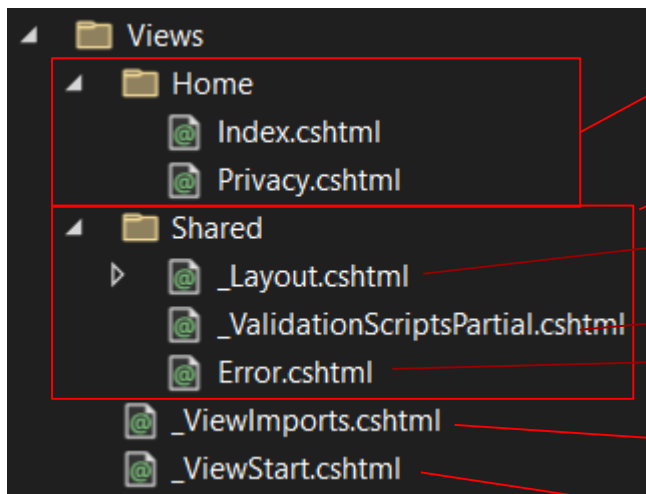 Views
Home
Index.cshtml
Privacy.cshtml
Shared
_Layout.cshtml
_ValidationScriptsPartial.cshtml
Error.cshtml
_ViewImports.cshtml
_ViewStart.cshtml